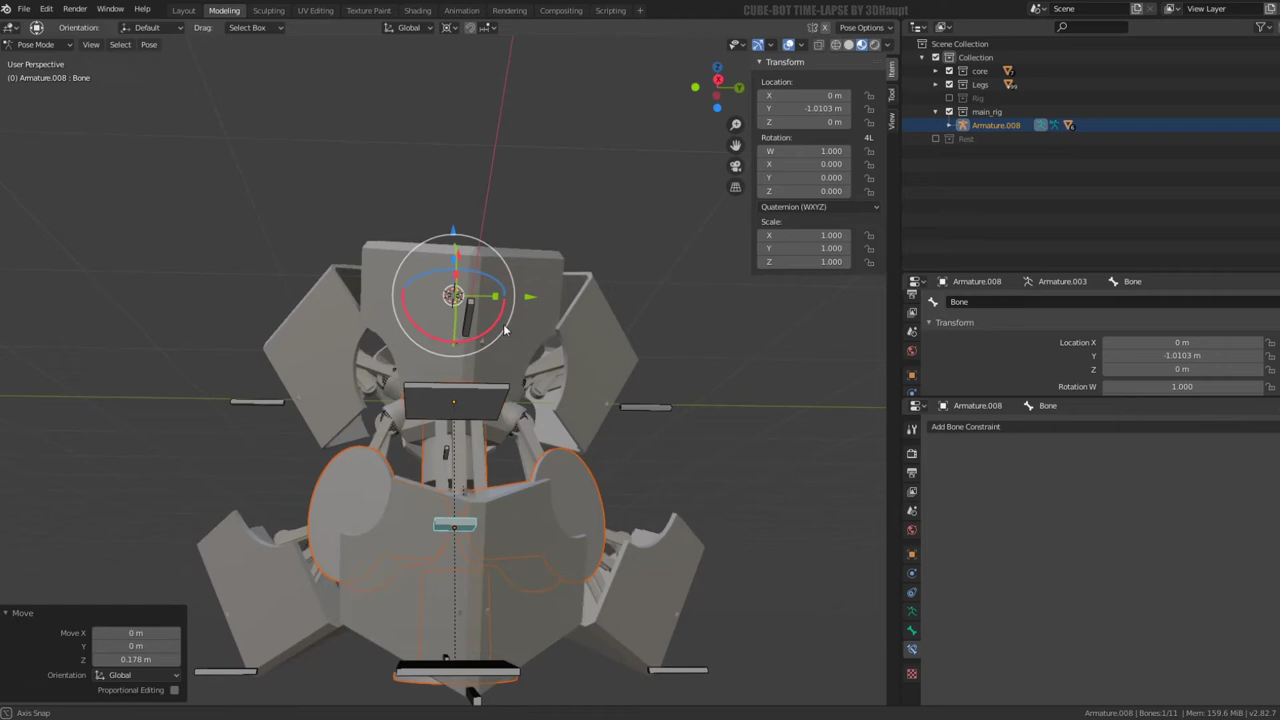 File Edit Render Window Help Layout Modeling Sculpting UV Editing Texture Paint Shading Animation Rendering Compositing Scripting CUBE-BOT TIME-LAPSE BY 3DHaupt Scene View Layer
Orientation: Default Drag: Select Box Global Pose Options
Pose Mode View Select Pose
User Perspective
(0) Armature.008 : Bone
X
Y
Z
Transform
Location:
X 0 m
Y -1.0103 m
Z 0 m
Rotation: 4L
W 1.000
X 0.000
Y 0.000
Z 0.000
Quaternion (WXYZ)
Scale:
X 1.000
Y 1.000
Z 1.000
Item
Tool
View
Scene Collection
Collection
core
Legs
Rig
main_rig
Armature.008
Rest
Armature.008 Armature.003 Bone
Bone
Transform
Location X 0 m
Y -1.0103 m
Z 0 m
Rotation W 1.000
Armature.008 Bone
Add Bone Constraint
Move
Move X 0 m
Y 0 m
Z 0.178 m
Orientation Global
Proportional Editing
Axis Snap
Armature.008 | Bones:1/11 | Mem: 159.6 MiB | v2.82.7